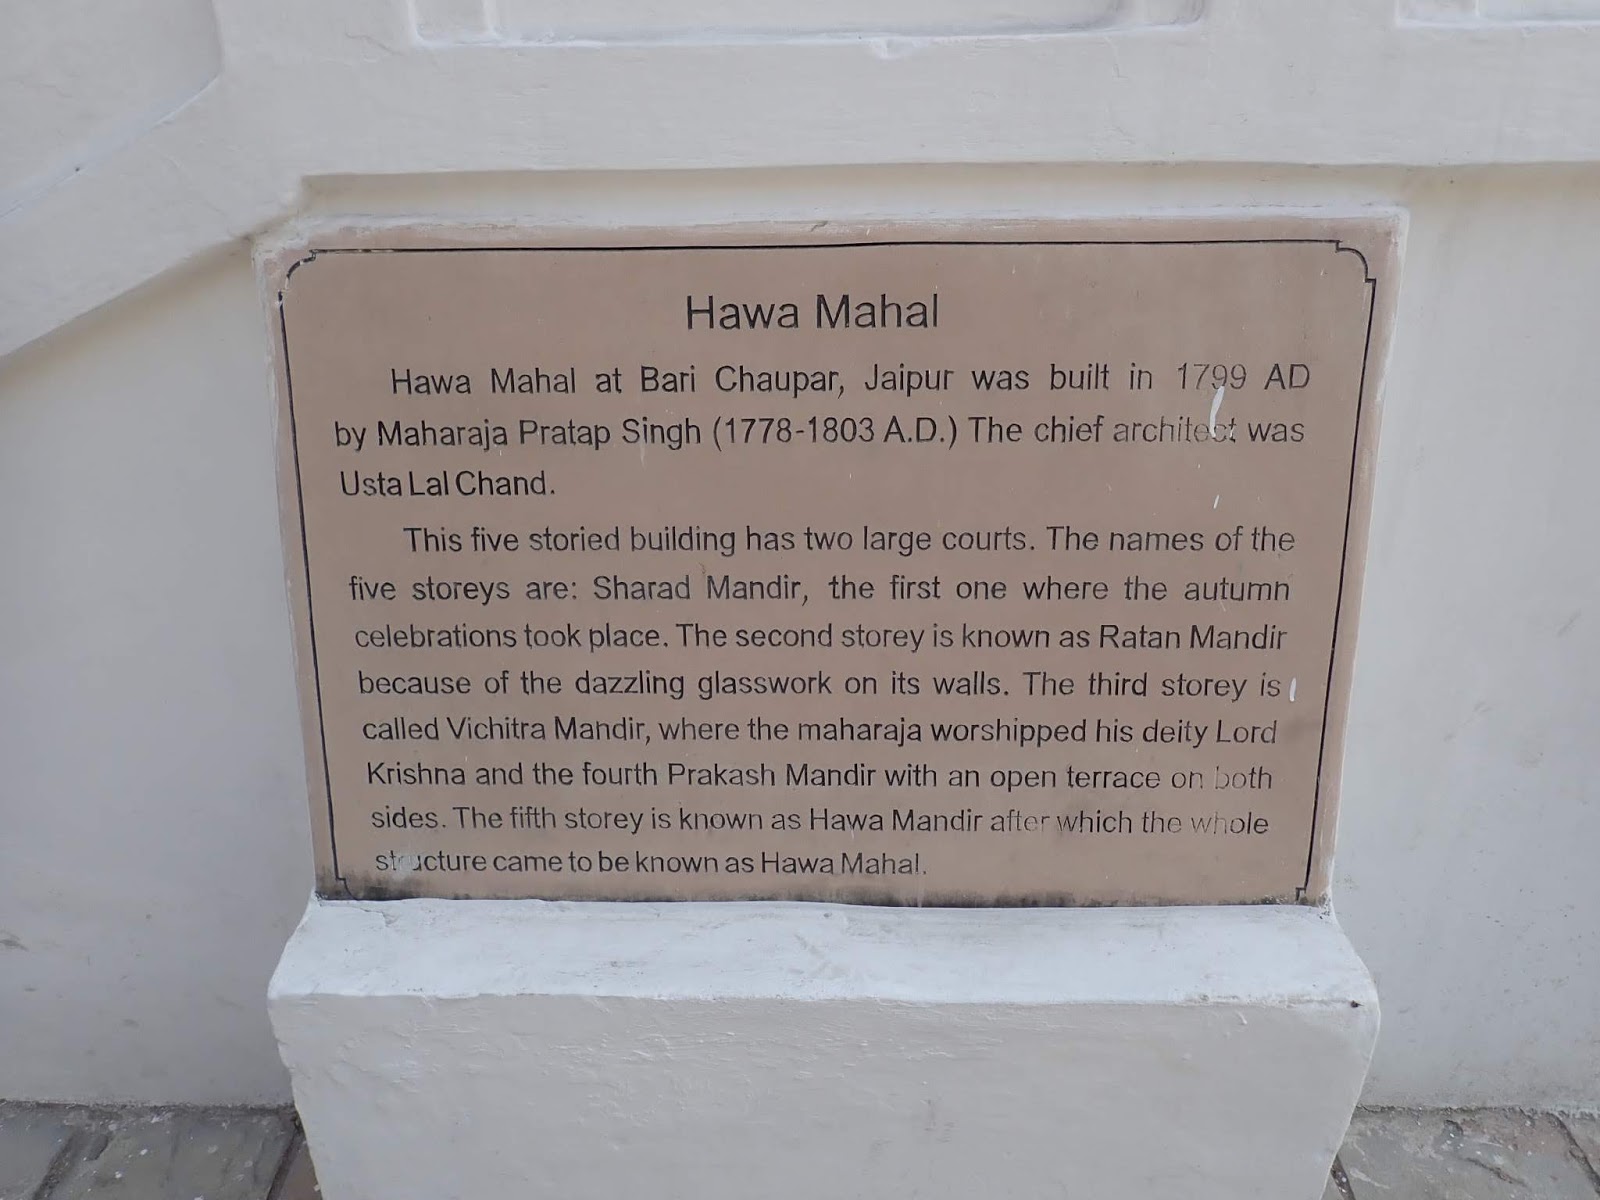 Hawa Mahal
Hawa Mahal at Bari Chaupar, Jaipur was built in 1799 AD
by Maharaja Pratap Singh (1778-1803 A.D.) The chief architect was
Usta Lal Chand.
This five storied building has two large courts. The names of the
five storeys are: Sharad Mandir, the first one where the autumn
celebrations took place. The second storey is known as Ratan Mandir
because of the dazzling glasswork on its walls. The third storey is
called Vichitra Mandir, where the maharaja worshipped his deity Lord
Krishna and the fourth Prakash Mandir with an open terrace on both
sides. The fifth storey is known as Hawa Mandir after which the whole
structure came to be known as Hawa Mahal.